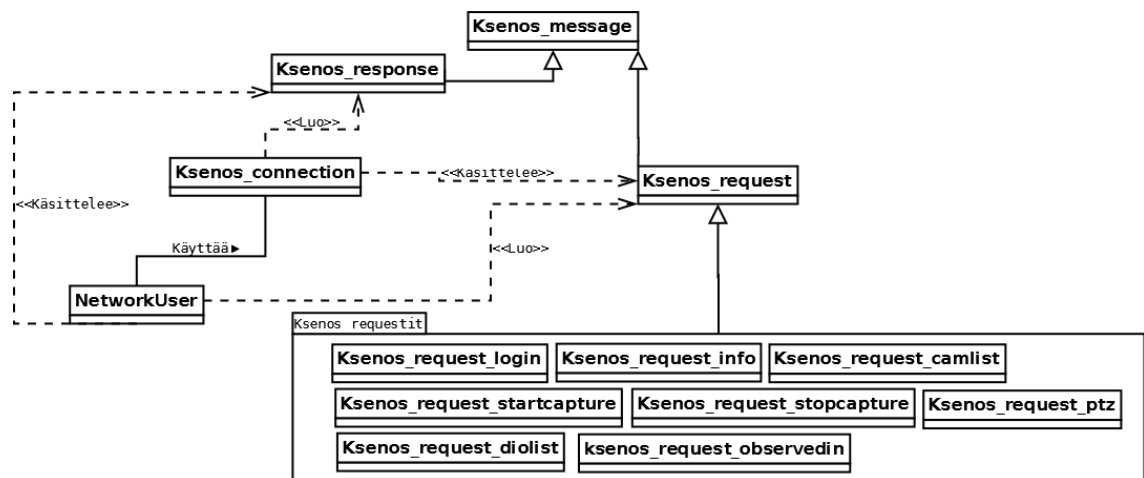 Ksenos_message
Ksenos_response
<<Luo>>
Ksenos_connection
<<Käsittelee>>
Ksenos_request
<<Käsittelee>>
Käyttää►
<<Luo>>
NetworkUser
Ksenos requestit
Ksenos_request_login
Ksenos_request_info
Ksenos_request_camlist
Ksenos_request_startcapture
Ksenos_request_stopcapture
Ksenos_request_ptz
Ksenos_request_diolist
ksenos_request_observedin